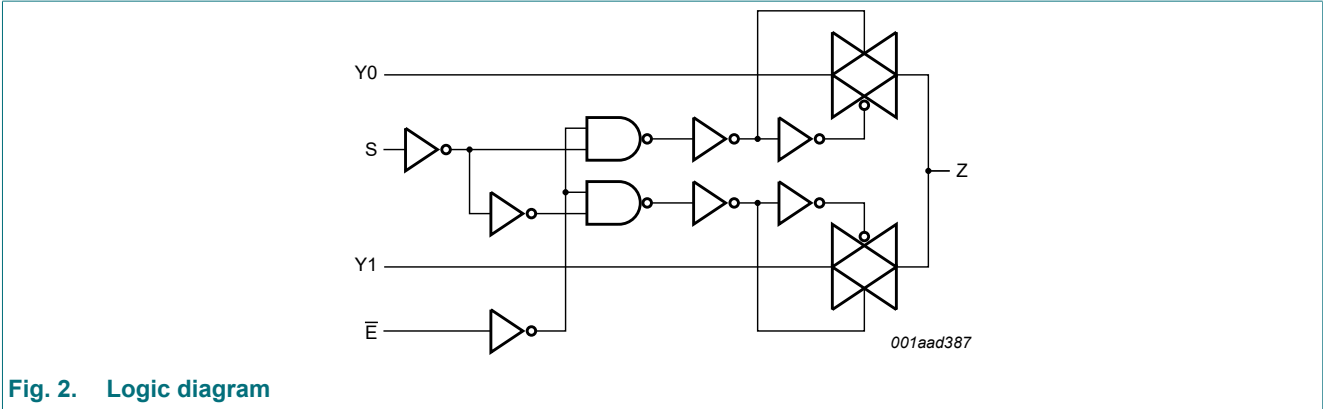 Y0
S
Z
Y1
E̅
001aad387
Fig. 2. Logic diagram